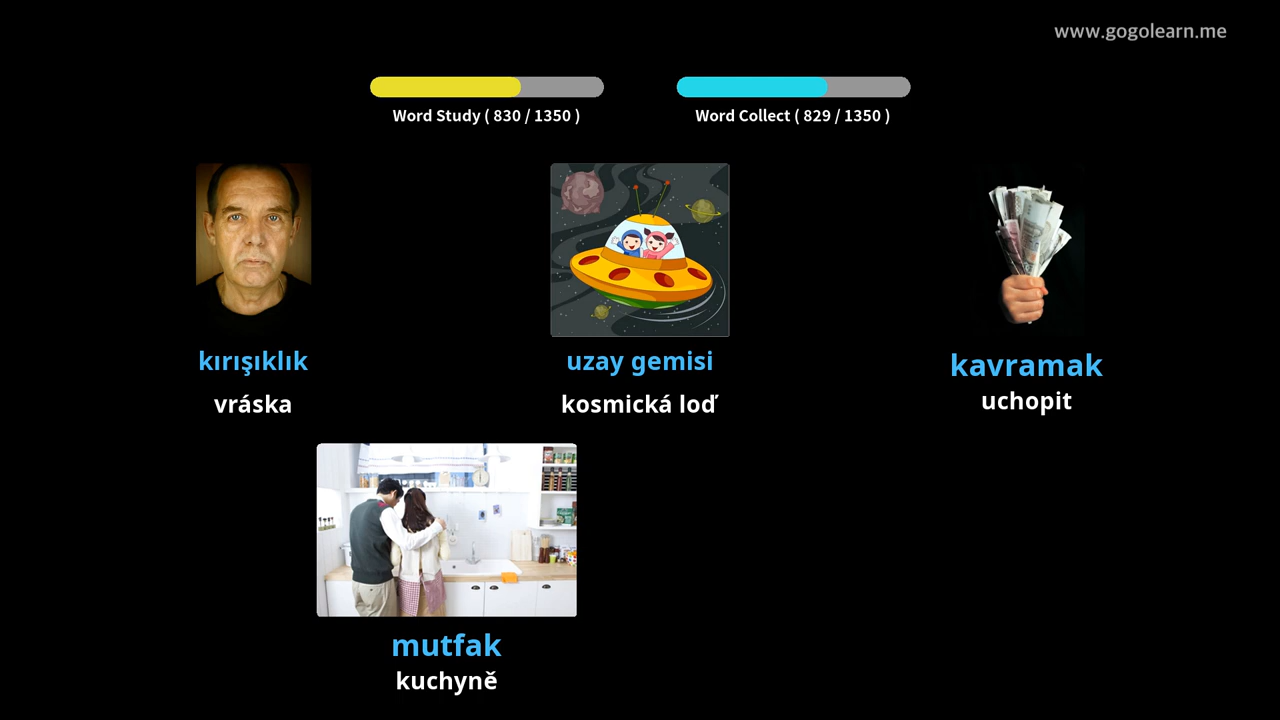 www.gogolearn.me
Word Study ( 830 / 1350 )
Word Collect ( 829 / 1350 )
kırışıklık
vráska
uzay gemisi
kosmická loď
kavramak
uchopit
mutfak
kuchyně